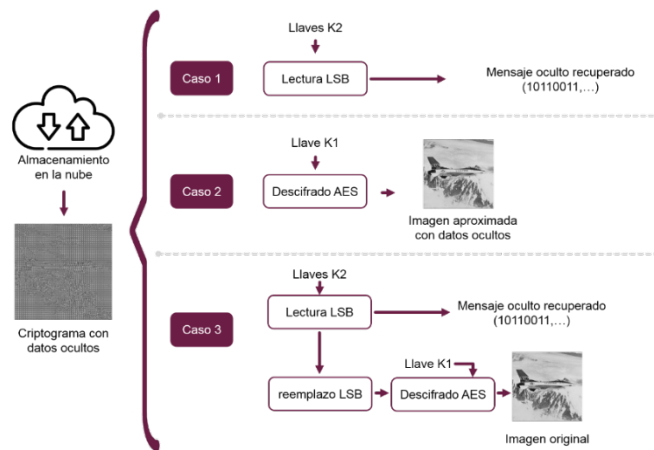 Almacenamiento
en la nube
Criptograma con
datos ocultos
Caso 1
Llaves K2
Lectura LSB
Mensaje oculto recuperado
(10110011,...)
Caso 2
Llave K1
Descifrado AES
Imagen aproximada
con datos ocultos
Caso 3
Llaves K2
Lectura LSB
Mensaje oculto recuperado
(10110011,...)
reemplazo LSB
Llave K1
Descifrado AES
Imagen original